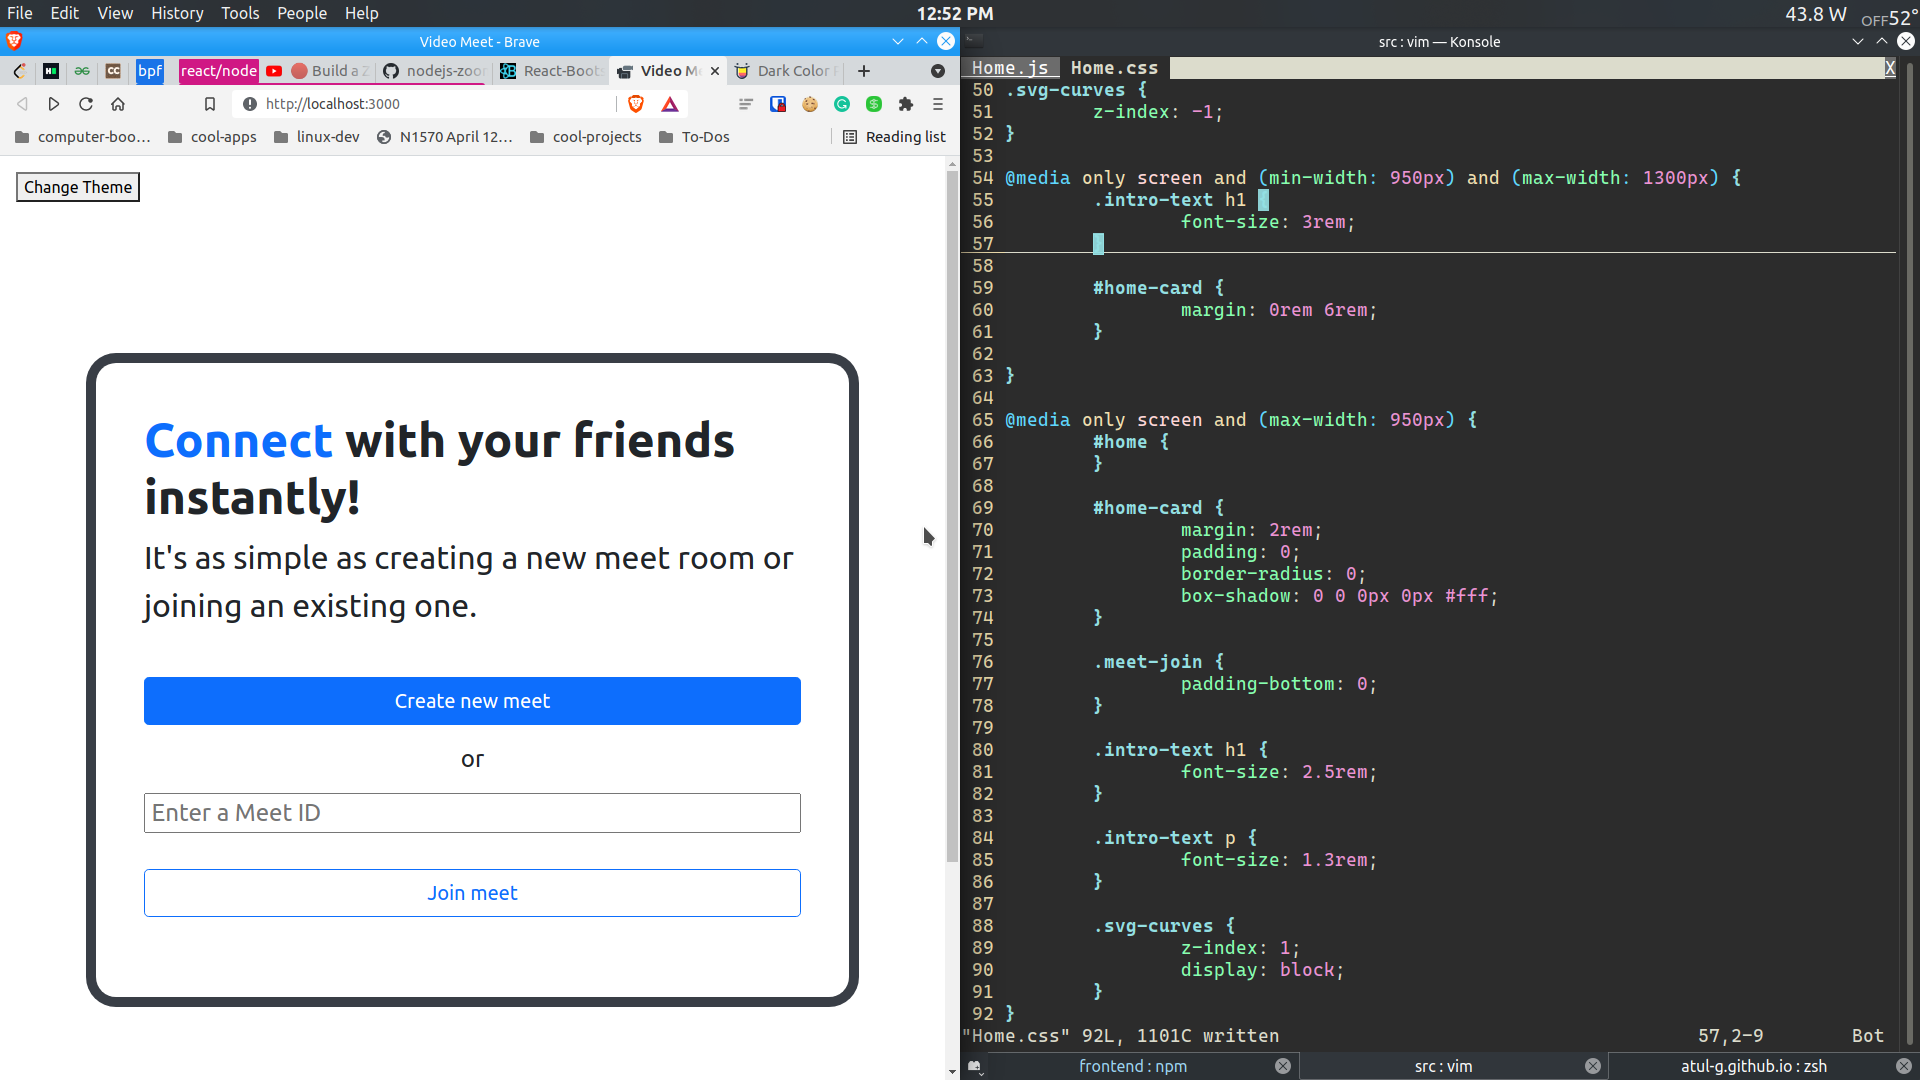 File Edit View History Tools People Help
12:52 PM
43.8 W OFF 52°
Video Meet - Brave
bpf react/node Build a Z nodejs-zoo React-Boots Video M Dark Color
http://localhost:3000
computer-boo... cool-apps linux-dev N1570 April 12... cool-projects To-Dos Reading list
Change Theme
Connect with your friends
instantly!
It's as simple as creating a new meet room or
joining an existing one.
Create new meet
or
Enter a Meet ID
Join meet
src : vim — Konsole
Home.js Home.css X
50 .svg-curves {
51 z-index: -1;
52 }
53
54 @media only screen and (min-width: 950px) and (max-width: 1300px) {
55 .intro-text h1 {
56 font-size: 3rem;
57 }
58
59 #home-card {
60 margin: 0rem 6rem;
61 }
62
63 }
64
65 @media only screen and (max-width: 950px) {
66 #home {
67 }
68
69 #home-card {
70 margin: 2rem;
71 padding: 0;
72 border-radius: 0;
73 box-shadow: 0 0 0px 0px #fff;
74 }
75
76 .meet-join {
77 padding-bottom: 0;
78 }
79
80 .intro-text h1 {
81 font-size: 2.5rem;
82 }
83
84 .intro-text p {
85 font-size: 1.3rem;
86 }
87
88 .svg-curves {
89 z-index: 1;
90 display: block;
91 }
92 }
"Home.css" 92L, 1101C written 57,2-9 Bot
frontend : npm src : vim atul-g.github.io : zsh